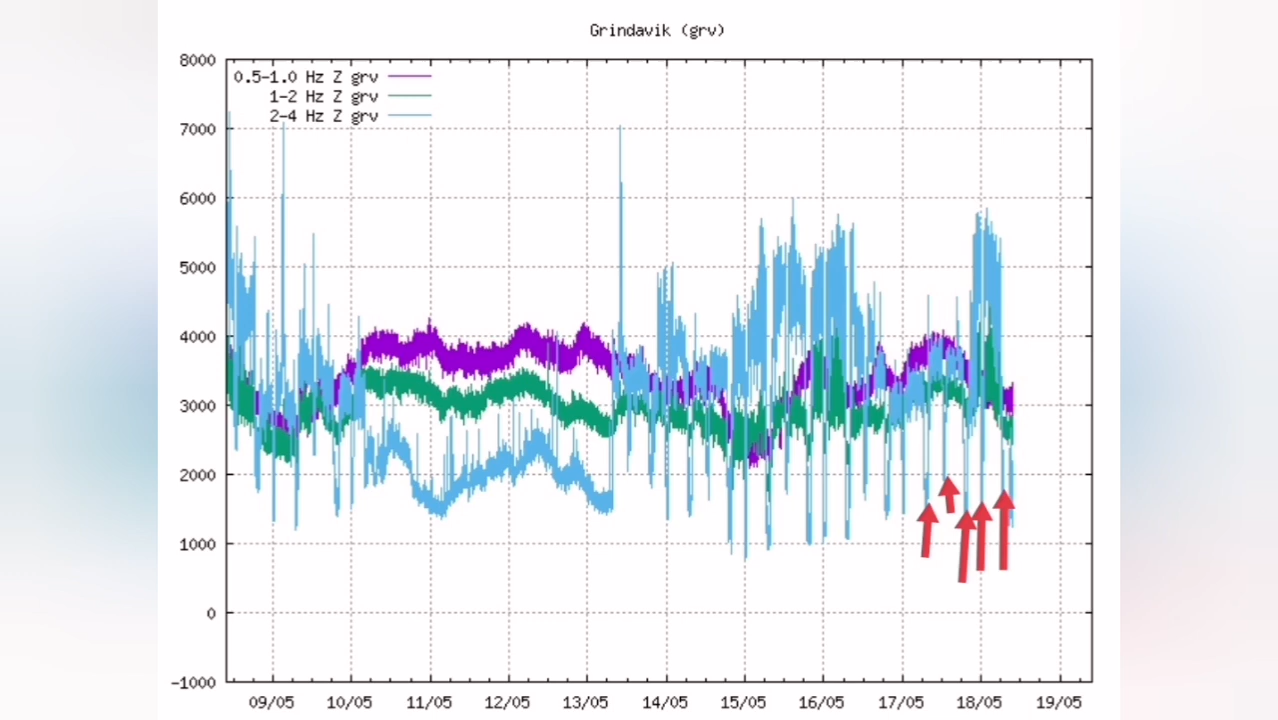 Grindavik (grv)
8000
0.5-1.0 Hz Z grv
1-2 Hz Z grv
2-4 Hz Z grv
7000
6000
5000
4000
3000
2000
1000
0
-1000
09/05 10/05 11/05 12/05 13/05 14/05 15/05 16/05 17/05 18/05 19/05